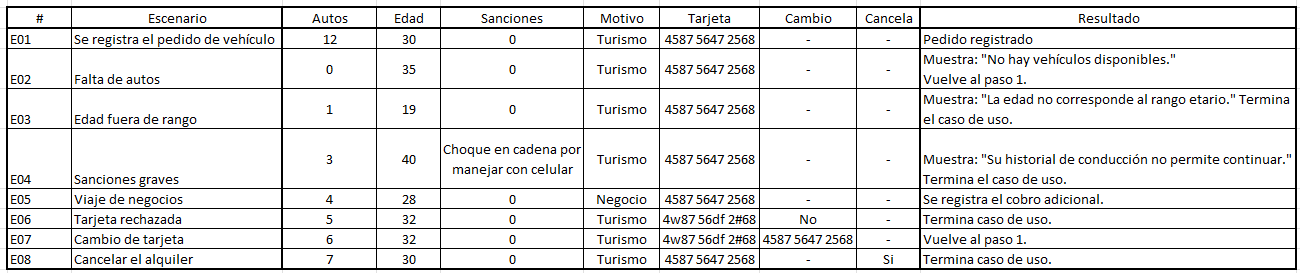 # Escenario Autos Edad Sanciones Motivo Tarjeta Cambio Cancela Resultado
E01 Se registra el pedido de vehículo 12 30 0 Turismo 4587 5647 2568 - - Pedido registrado
E02 Falta de autos 0 35 0 Turismo 4587 5647 2568 - - Muestra: "No hay vehículos disponibles."
Vuelve al paso 1.
E03 Edad fuera de rango 1 19 0 Turismo 4587 5647 2568 - - Muestra: "La edad no corresponde al rango etario." Termina
el caso de uso.
E04 Sanciones graves 3 40 Choque en cadena por
manejar con celular Turismo 4587 5647 2568 - - Muestra: "Su historial de conducción no permite continuar."
Termina el caso de uso.
E05 Viaje de negocios 4 28 0 Negocio 4587 5647 2568 - - Se registra el cobro adicional.
E06 Tarjeta rechazada 5 32 0 Turismo 4w87 56df 2#68 No - Termina caso de uso.
E07 Cambio de tarjeta 6 32 0 Turismo 4w87 56df 2#68 4587 5647 2568 - Vuelve al paso 1.
E08 Cancelar el alquiler 7 30 0 Turismo 4587 5647 2568 - Si Termina caso de uso.